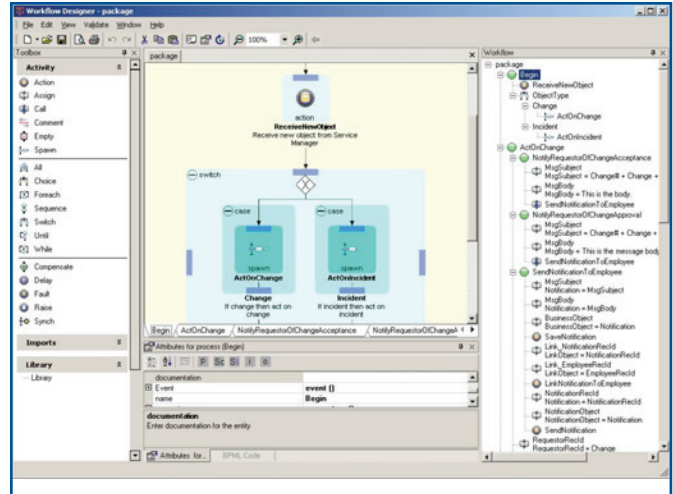 Workflow Designer - package
File Edit View Validate Window Help
100%
Toolbox
Activity
Action
Assign
Call
Comment
Empty
Spawn
All
Choice
Foreach
Sequence
Switch
Until
While
Compensate
Delay
Fault
Raise
Synch
Imports
Library
Library
package
action
ReceiveNewObject
Receive new object from Service
Manager
switch
case
case
spawn
spawn
ActOnChange
ActOnIncident
Change
Incident
If change then act on
change
If incident then act on
incident
Begin ActOnChange NotifyRequestorOfChangeAcceptance NotifyRequestorOfChangeA
Attributes for process (Begin)
P Sc Si I o
documentation
Event event ()
name Begin
documentation
Enter documentation for the entity
Attributes for... BPML Code
Workflow
package
Begin
ReceiveNewObject
ObjectType
Change
ActOnChange
Incident
ActOnIncident
ActOnChange
NotifyRequestorOfChangeAcceptance
MsgSubject
MsgSubject = Change# + Change +
MsgBody
MsgBody = This is the body.
SendNotificationToEmployee
NotifyRequestorOfChangeApproval
MsgSubject
MsgSubject = Change# + Change +
MsgBody
MsgBody = This is the message body
SendNotificationToEmployee
SendNotificationToEmployee
MsgSubject
Notification = MsgSubject
MsgBody
Notification = MsgBody
BusinessObject
BusinessObject = Notification
SaveNotification
Link_NotificationRecId
LinkObject = NotificationRecId
Link_EmployeeRecId
LinkObject = EmployeeRecId
LinkNotificationToEmployee
NotificationRecId
Notification = NotificationRecId
NotificationObject
NotificationObject = Notification
SendNotification
RequestorRecId
RequestorRecId = Change